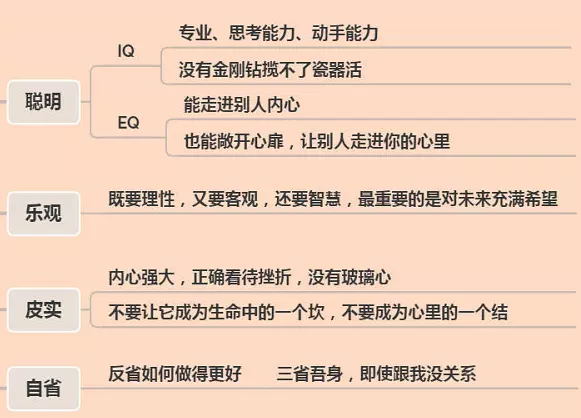 专业、思考能力、动手能力
IQ
没有金刚钻揽不了瓷器活
聪明
能走进别人内心
EQ
也能敞开心扉，让别人走进你的心里
乐观
既要理性，又要客观，还要智慧，最重要的是对未来充满希望
皮实
内心强大，正确看待挫折，没有玻璃心
不要让它成为生命中的一个坎，不要成为心里的一个结
自省
反省如何做得更好 三省吾身，即使跟我没关系